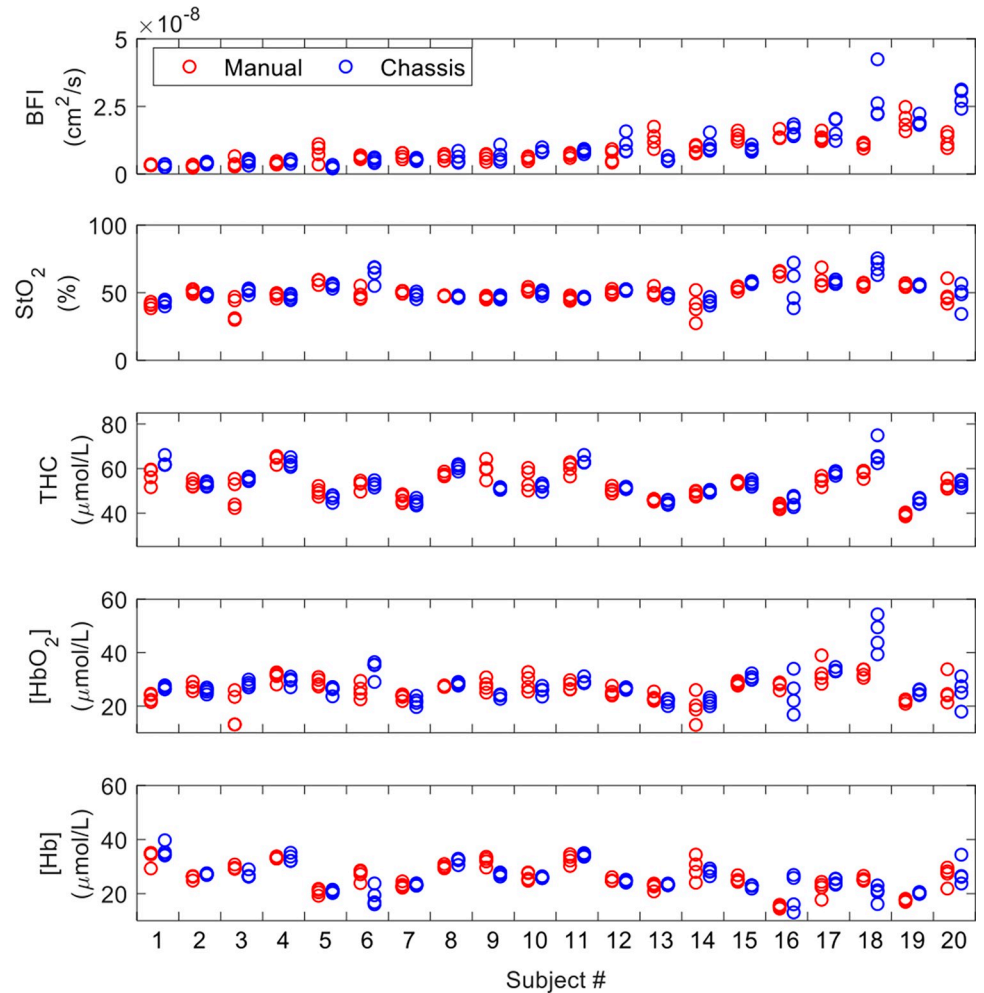 ×10⁻⁸
5
2.5
0
BFI
(cm²/s)
Manual
Chassis
100
50
0
StO₂
(%)
80
60
40
THC
(μmol/L)
60
40
20
[HbO₂]
(μmol/L)
60
40
20
[Hb]
(μmol/L)
1 2 3 4 5 6 7 8 9 10 11 12 13 14 15 16 17 18 19 20
Subject #